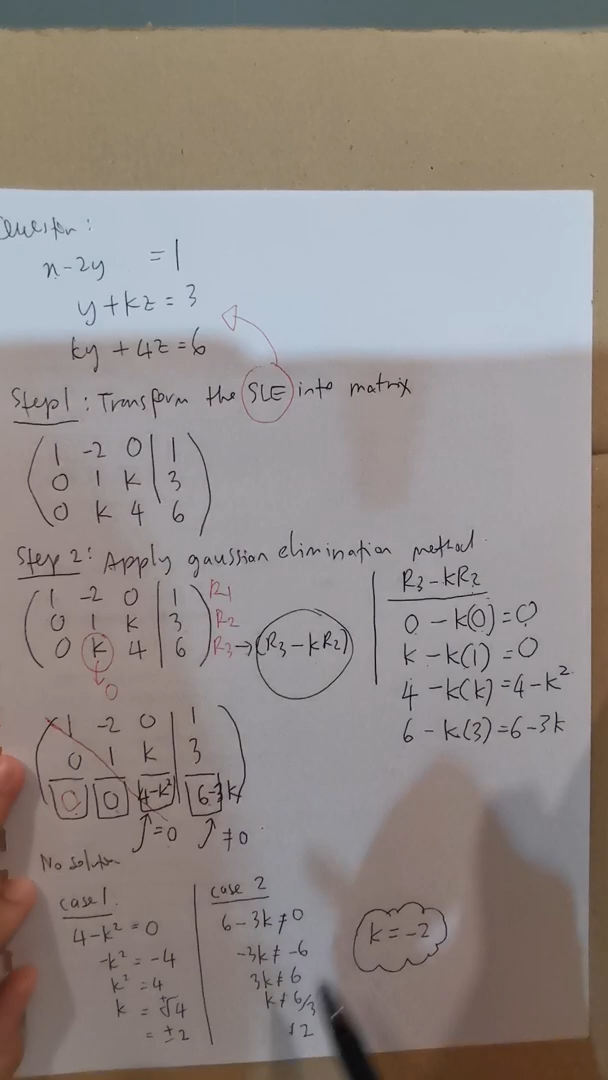 Question:
x-2y = 1
y+kz = 3
ky + 4z = 6
Step 1: Transform the SLE into matrix
1 -2 0 | 1
0 1 k | 3
0 k 4 | 6
Step 2: Apply gaussian elimination method.
1 -2 0 | 1 R1
0 1 k | 3 R2
0 k 4 | 6 R3 → (R3 - kR2)
0
R3 - kR2
0 - k(0) = 0
k - k(1) = 0
4 - k(k) = 4-k²
6 - k(3) = 6-3k
1 -2 0 | 1
0 1 k | 3
0 0 4-k² | 6-3k
=0 ≠0
No solution
case 1.
4-k² = 0
-k² = -4
k² = 4
k = ±√4
= ±2
case 2
6-3k ≠ 0
-3k ≠ -6
3k ≠ 6
k ≠ 6/3
≠ 2
k = -2